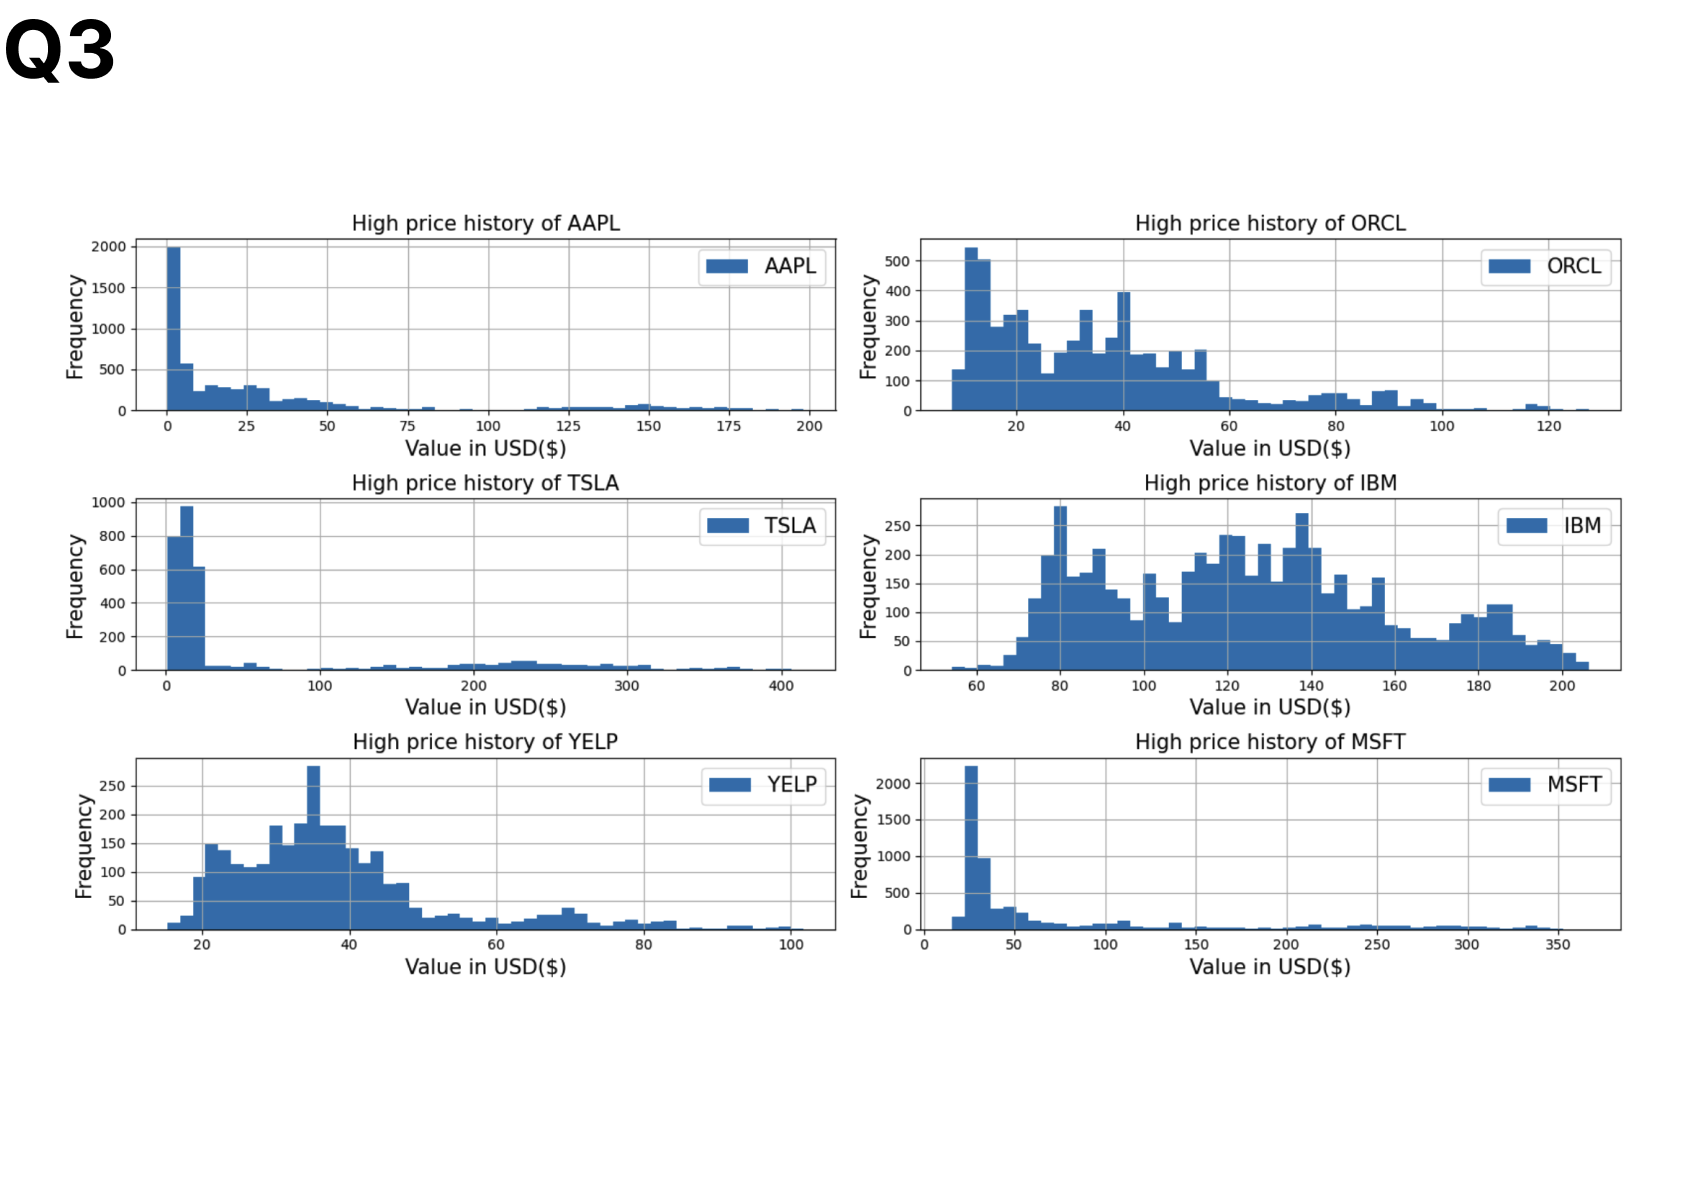 Q3
High price history of AAPL
2000
1500
1000
500
0
Frequency
AAPL
0 25 50 75 100 125 150 175 200
Value in USD($)
High price history of ORCL
500
400
300
200
100
0
Frequency
ORCL
20 40 60 80 100 120
Value in USD($)
High price history of TSLA
1000
800
600
400
200
0
Frequency
TSLA
0 100 200 300 400
Value in USD($)
High price history of IBM
250
200
150
100
50
0
Frequency
IBM
60 80 100 120 140 160 180 200
Value in USD($)
High price history of YELP
250
200
150
100
50
0
Frequency
YELP
20 40 60 80 100
Value in USD($)
High price history of MSFT
2000
1500
1000
500
0
Frequency
MSFT
0 50 100 150 200 250 300 350
Value in USD($)